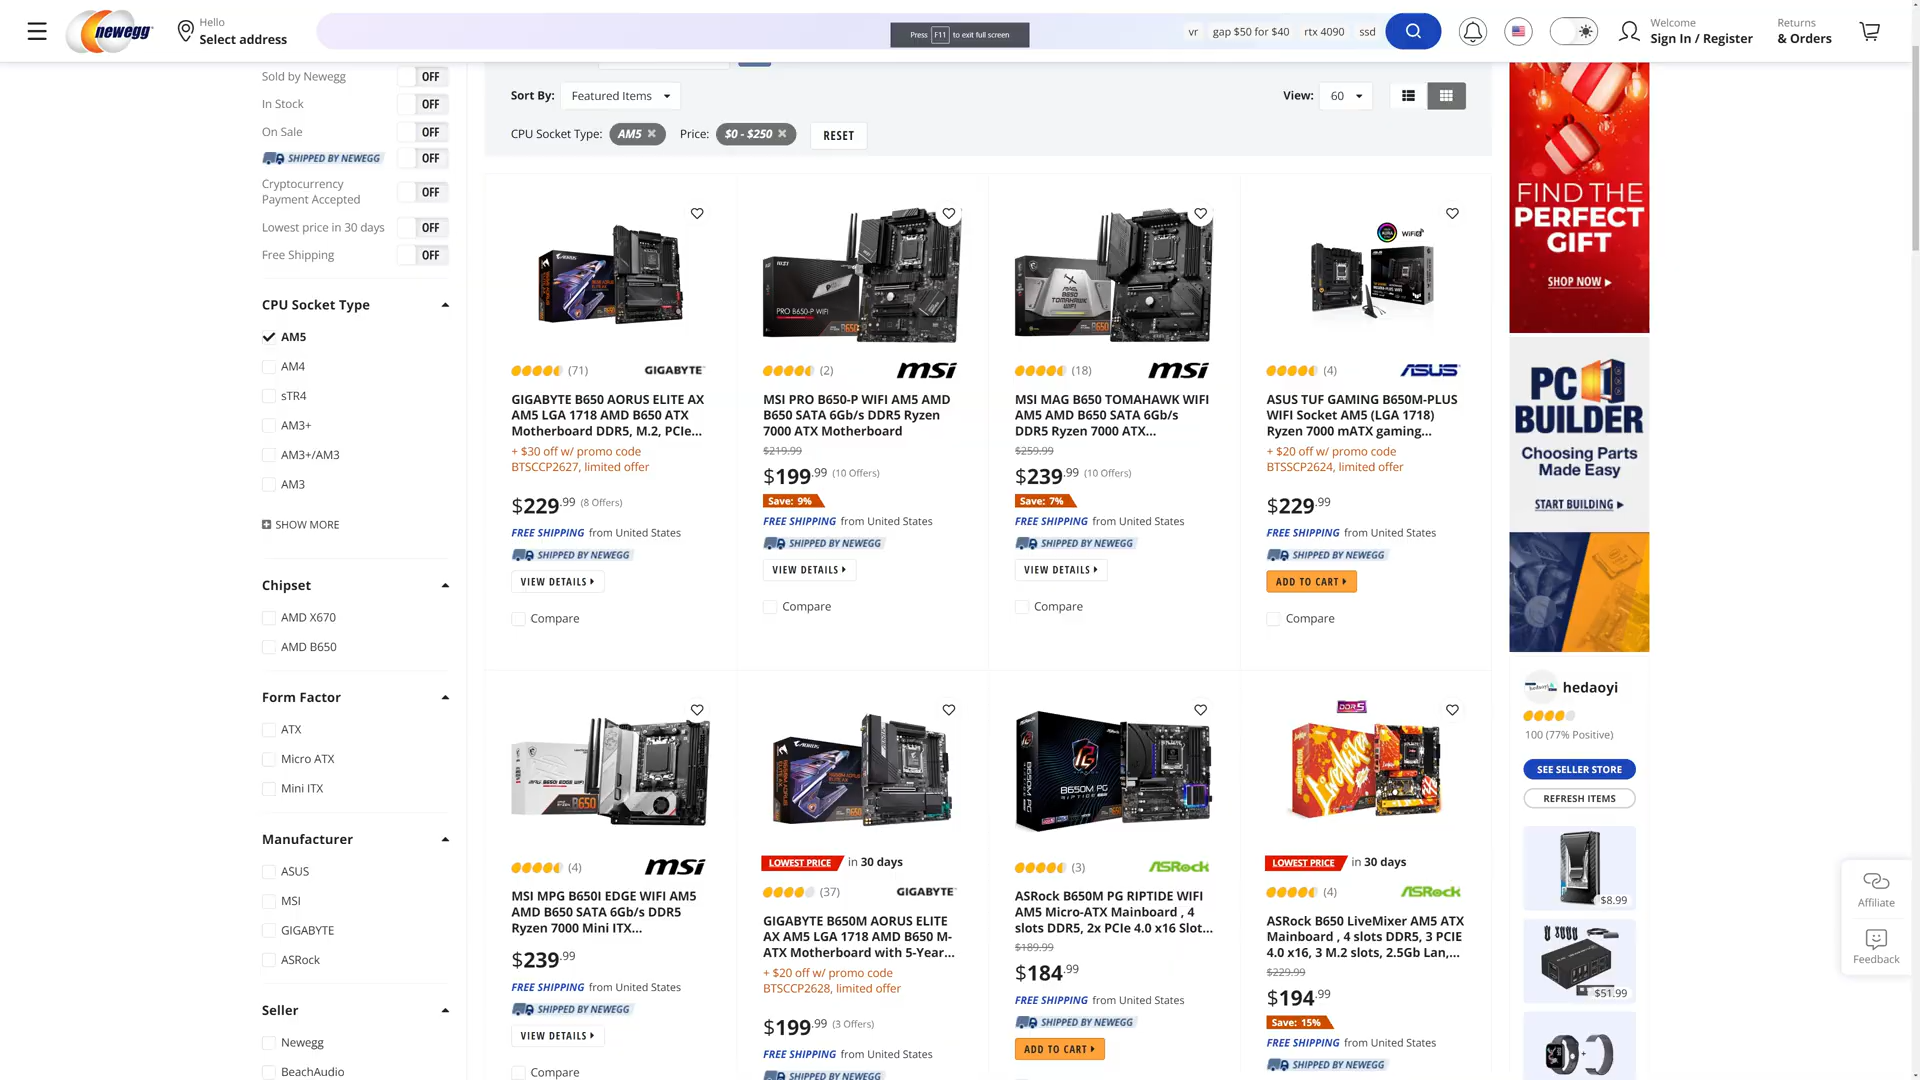 newegg
Hello
Select address
Press F11 to exit full screen
vr
gap $50 for $40
rtx 4090
ssd
Welcome
Sign In / Register
Returns
& Orders
Sold by Newegg OFF
In Stock OFF
On Sale OFF
SHIPPED BY NEWEGG OFF
Cryptocurrency
Payment Accepted OFF
Lowest price in 30 days OFF
Free Shipping OFF
CPU Socket Type
AM5
AM4
sTR4
AM3+
AM3+/AM3
AM3
SHOW MORE
Chipset
AMD X670
AMD B650
Form Factor
ATX
Micro ATX
Mini ITX
Manufacturer
ASUS
MSI
GIGABYTE
ASRock
Seller
Newegg
BeachAudio
Sort By: Featured Items
View: 60
CPU Socket Type: AM5 Price: $0 - $250 RESET
(71) GIGABYTE
GIGABYTE B650 AORUS ELITE AX
AM5 LGA 1718 AMD B650 ATX
Motherboard DDR5, M.2, PCIe...
+ $30 off w/ promo code
BTSCCP2627, limited offer
$229.99 (8 Offers)
FREE SHIPPING from United States
SHIPPED BY NEWEGG
VIEW DETAILS
Compare
PRO B650-P WIFI
(2) msi
MSI PRO B650-P WIFI AM5 AMD
B650 SATA 6Gb/s DDR5 Ryzen
7000 ATX Motherboard
$219.99
$199.99 (10 Offers)
Save: 9%
FREE SHIPPING from United States
SHIPPED BY NEWEGG
VIEW DETAILS
Compare
MAG B650
TOMAHAWK
WIFI
(18) msi
MSI MAG B650 TOMAHAWK WIFI
AM5 AMD B650 SATA 6Gb/s
DDR5 Ryzen 7000 ATX...
$259.99
$239.99 (10 Offers)
Save: 7%
FREE SHIPPING from United States
SHIPPED BY NEWEGG
VIEW DETAILS
Compare
(4) ASUS
ASUS TUF GAMING B650M-PLUS
WIFI Socket AM5 (LGA 1718)
Ryzen 7000 mATX gaming...
+ $20 off w/ promo code
BTSSCP2624, limited offer
$229.99
FREE SHIPPING from United States
SHIPPED BY NEWEGG
ADD TO CART
Compare
(4) msi
MSI MPG B650I EDGE WIFI AM5
AMD B650 SATA 6Gb/s DDR5
Ryzen 7000 Mini ITX...
$239.99
FREE SHIPPING from United States
SHIPPED BY NEWEGG
VIEW DETAILS
Compare
LOWEST PRICE in 30 days
(37) GIGABYTE
GIGABYTE B650M AORUS ELITE
AX AM5 LGA 1718 AMD B650 M-
ATX Motherboard with 5-Year...
+ $20 off w/ promo code
BTSCCP2628, limited offer
$199.99 (3 Offers)
FREE SHIPPING from United States
SHIPPED BY NEWEGG
B650M PG
RIPTIDE
(3) ASRock
ASRock B650M PG RIPTIDE WIFI
AM5 Micro-ATX Mainboard , 4
slots DDR5, 2x PCIe 4.0 x16 Slot...
$189.99
$184.99
FREE SHIPPING from United States
SHIPPED BY NEWEGG
ADD TO CART
DDR5
LiveMixer
LOWEST PRICE in 30 days
(4) ASRock
ASRock B650 LiveMixer AM5 ATX
Mainboard , 4 slots DDR5, 3 PCIE
4.0 x16, 3 M.2 slots, 2.5Gb Lan,...
$229.99
$194.99
Save: 15%
FREE SHIPPING from United States
SHIPPED BY NEWEGG
FIND THE
PERFECT
GIFT
SHOP NOW
PC
BUILDER
Choosing Parts
Made Easy
START BUILDING
hedaoyi
100 (77% Positive)
SEE SELLER STORE
REFRESH ITEMS
$8.99
$51.99
Affiliate
Feedback